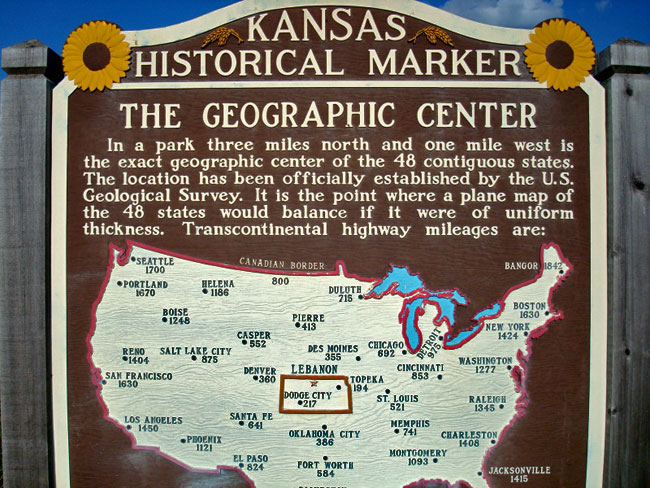 KANSAS
HISTORICAL MARKER
THE GEOGRAPHIC CENTER
In a park three miles north and one mile west is
the exact geographic center of the 48 contiguous states.
The location has been officially established by the U.S.
Geological Survey. It is the point where a plane map of
the 48 states would balance if it were of uniform
thickness. Transcontinental highway mileages are:
CANADIAN BORDER
800
SEATTLE
1700
PORTLAND
1670
HELENA
1186
DULUTH
715
BANGOR 1842
BOISE
1248
PIERRE
413
BOSTON
1630
NEW YORK
1424
DETROIT
975
CASPER
552
DES MOINES
355
CHICAGO
692
RENO
1404
SALT LAKE CITY
875
WASHINGTON
1277
SAN FRANCISCO
1630
DENVER
360
LEBANON
TOPEKA
194
CINCINNATI
853
DODGE CITY
217
ST. LOUIS
521
RALEIGH
1345
LOS ANGELES
1450
SANTA FE
641
OKLAHOMA CITY
386
MEMPHIS
741
CHARLESTON
1408
PHOENIX
1121
EL PASO
824
FORT WORTH
584
MONTGOMERY
1093
JACKSONVILLE
1415